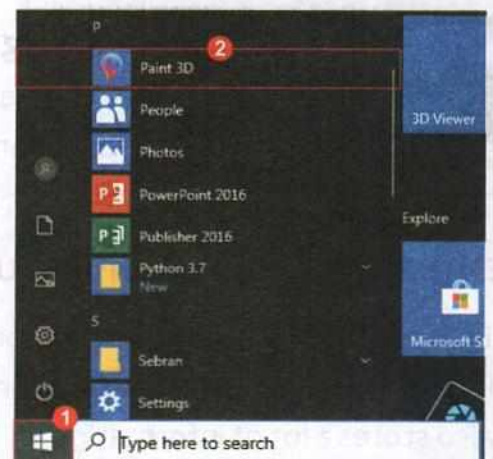 P
2
Paint 3D
People
Photos
PowerPoint 2016
Publisher 2016
Python 3.7
New
S
Sebran
Settings
3D Viewer
Explore
Microsoft St
1
Type here to search